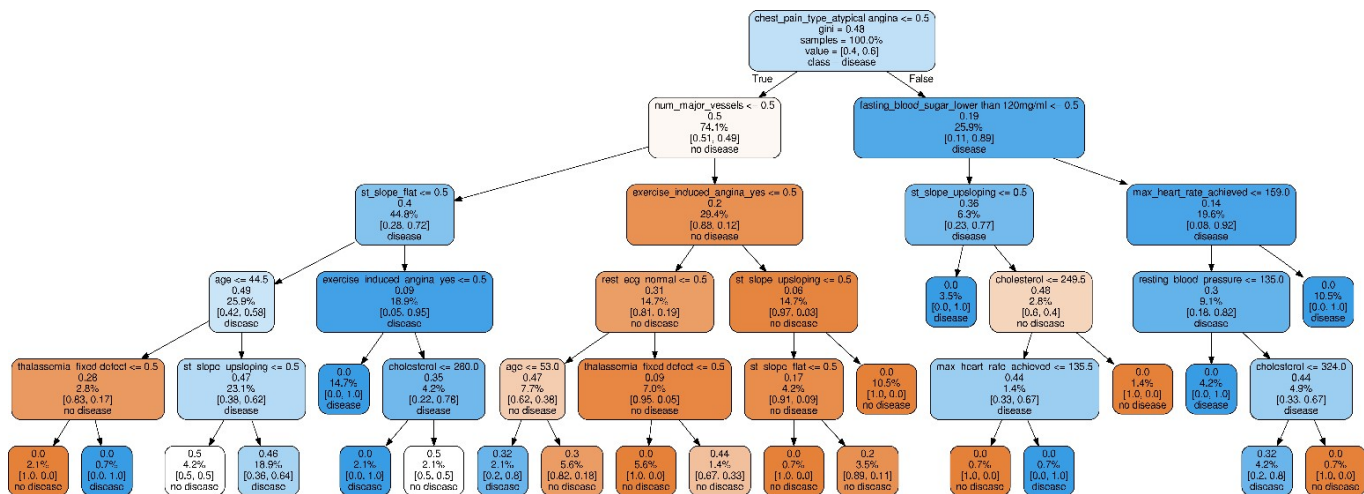 chest_pain_type_atypical angina <= 0.5
gini = 0.48
samples = 100.0%
value = [0.4, 0.6]
class disease
True
False
num_major_vessels < 0.5
0.5
74.1%
[0.51, 0.49]
no disease
fasting_blood_sugar_lower than 120mg/ml < 0.5
0.19
25.9%
[0.11, 0.89]
disease
st_slope_flat <= 0.5
0.4
44.8%
[0.28, 0.72]
disease
exercise_induced_angina_yes <= 0.5
0.2
29.4%
[0.88, 0.12]
no disease
st_slope_upsloping <= 0.5
0.36
6.3%
[0.23, 0.77]
disease
max_heart_rate_achieved <= 159.0
0.14
19.6%
[0.08, 0.92]
disease
age <= 44.5
0.49
25.9%
[0.42, 0.58]
disease
exercise_induced_angina_yes <= 0.5
0.09
18.9%
[0.05, 0.95]
disease
rest_ecg_normal <= 0.5
0.31
14.7%
[0.81, 0.19]
no disease
st_slope_upsloping <= 0.5
0.06
14.7%
[0.97, 0.03]
no disease
0.0
3.5%
[0.0, 1.0]
disease
cholesterol <= 249.5
0.48
2.8%
[0.6, 0.4]
no disease
resting_blood_pressure <= 135.0
0.3
9.1%
[0.18, 0.82]
disease
0.0
10.5%
[0.0, 1.0]
disease
thalassemia_fixed defect <= 0.5
0.28
2.8%
[0.83, 0.17]
no disease
st_slope_upsloping <= 0.5
0.47
23.1%
[0.38, 0.62]
disease
0.0
14.7%
[0.0, 1.0]
disease
cholesterol <= 260.0
0.35
4.2%
[0.22, 0.78]
disease
age <= 53.0
0.47
7.7%
[0.62, 0.38]
no disease
thalassemia_fixed defect <= 0.5
0.09
7.0%
[0.95, 0.05]
no disease
st_slope_flat <= 0.5
0.17
4.2%
[0.91, 0.09]
no disease
0.0
10.5%
[1.0, 0.0]
no disease
max_heart_rate_achieved <= 135.5
0.44
1.4%
[0.33, 0.67]
disease
0.0
1.4%
[1.0, 0.0]
no disease
0.0
4.2%
[0.0, 1.0]
disease
cholesterol <= 324.0
0.44
4.9%
[0.33, 0.67]
disease
0.0
2.1%
[1.0, 0.0]
no disease
0.0
0.7%
[0.0, 1.0]
disease
0.5
4.2%
[0.5, 0.5]
no disease
0.46
18.9%
[0.36, 0.64]
disease
0.0
2.1%
[0.0, 1.0]
disease
0.5
2.1%
[0.5, 0.5]
no disease
0.32
2.1%
[0.2, 0.8]
disease
0.3
5.6%
[0.82, 0.18]
no disease
0.0
5.6%
[1.0, 0.0]
no disease
0.44
1.4%
[0.67, 0.33]
no disease
0.0
0.7%
[1.0, 0.0]
no disease
0.2
3.5%
[0.89, 0.11]
no disease
0.0
0.7%
[1.0, 0.0]
no disease
0.0
0.7%
[0.0, 1.0]
disease
0.32
4.2%
[0.2, 0.8]
disease
0.0
0.7%
[1.0, 0.0]
no disease